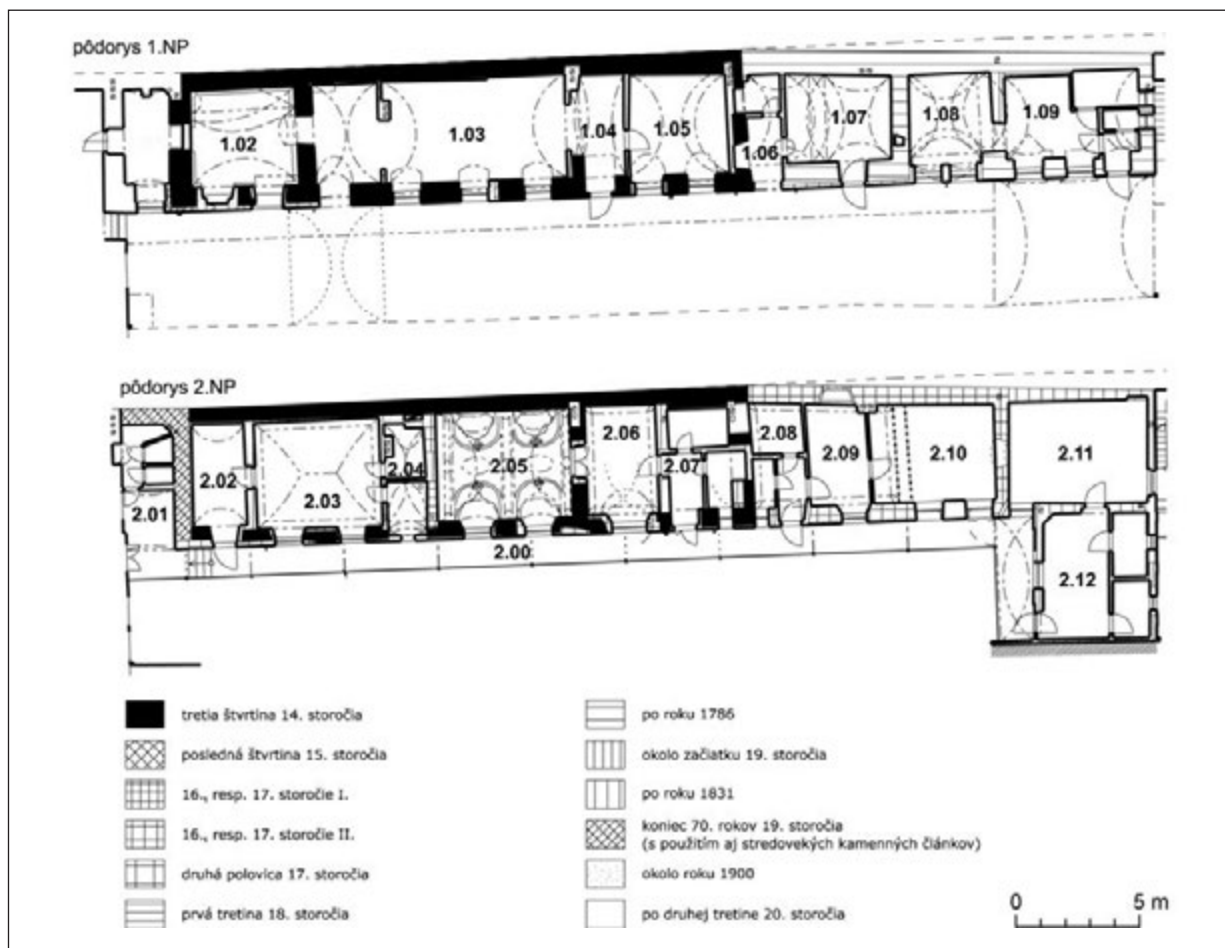 pôdorys 1.NP
1.02
1.03
1.04
1.05
1.06
1.07
1.08
1.09
pôdorys 2.NP
2.01
2.02
2.03
2.04
2.05
2.06
2.07
2.08
2.09
2.10
2.11
2.00
2.12
tretia štvrtina 14. storočia
posledná štvrtina 15. storočia
16., resp. 17. storočie I.
16., resp. 17. storočie II.
druhá polovica 17. storočia
prvá tretina 18. storočia
po roku 1786
okolo začiatku 19. storočia
po roku 1831
koniec 70. rokov 19. storočia
(s použitím aj stredovekých kamenných článkov)
okolo roku 1900
po druhej tretine 20. storočia
0 5 m